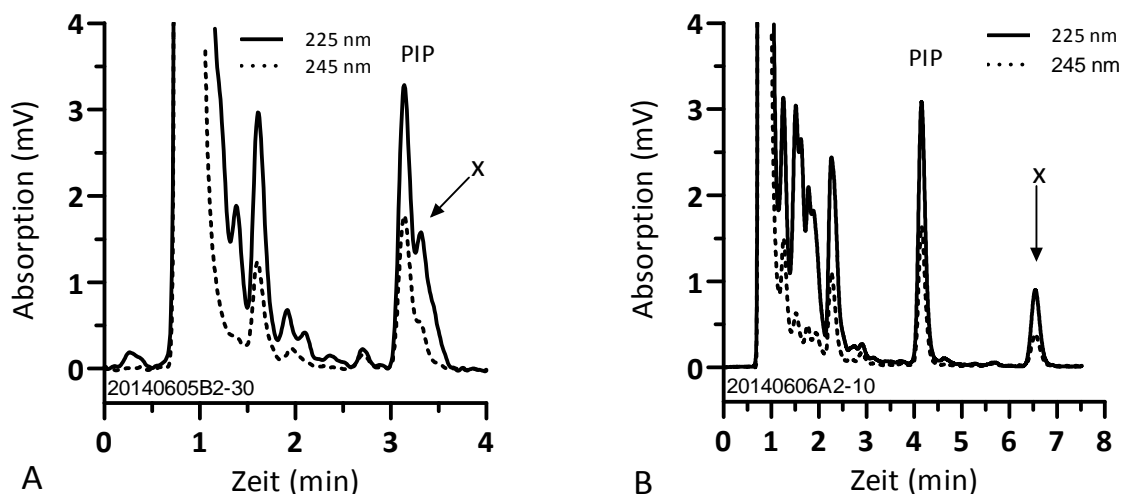 4
225 nm
245 nm
PIP
3
x
2
1
0
20140605B2-30
0 1 2 3 4
Absorption (mV)
Zeit (min)
A
4
225 nm
245 nm
PIP
3
x
2
1
0
20140606A2-10
0 1 2 3 4 5 6 7 8
Absorption (mV)
Zeit (min)
B